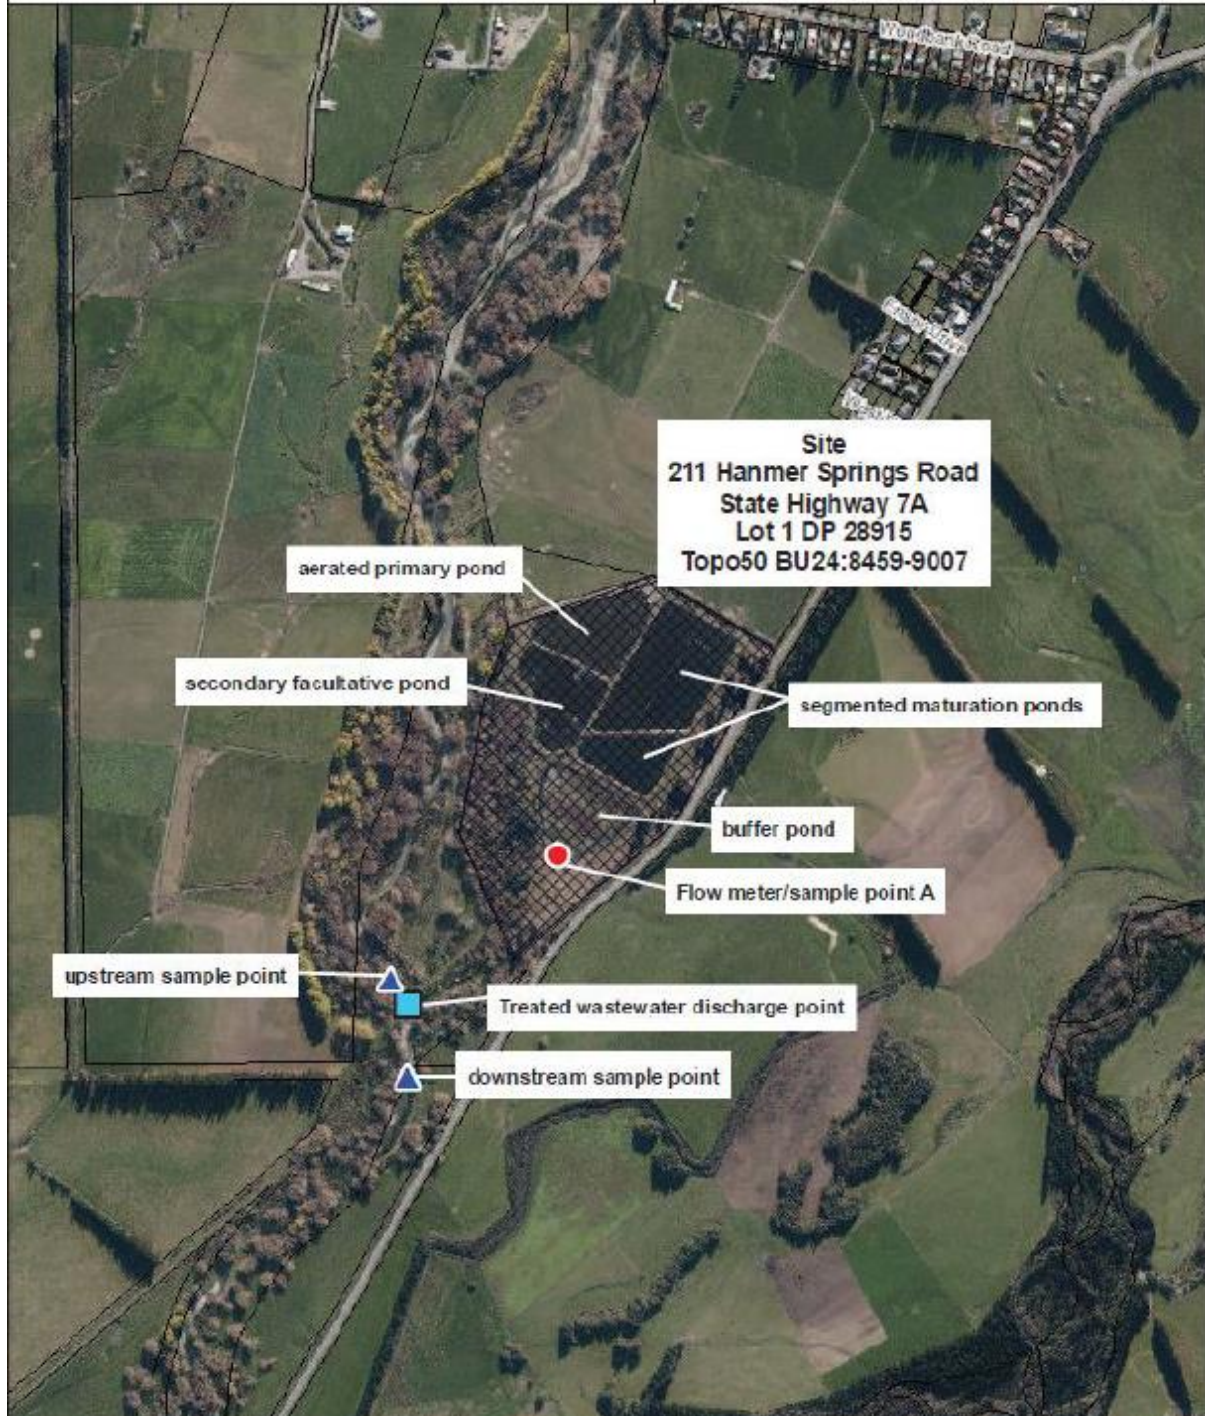 Woodbank Road
Site
211 Hanmer Springs Road
State Highway 7A
Lot 1 DP 28915
Topo50 BU24:8459-9007
aerated primary pond
secondary facultative pond
segmented maturation ponds
buffer pond
Flow meter/sample point A
upstream sample point
Treated wastewater discharge point
downstream sample point